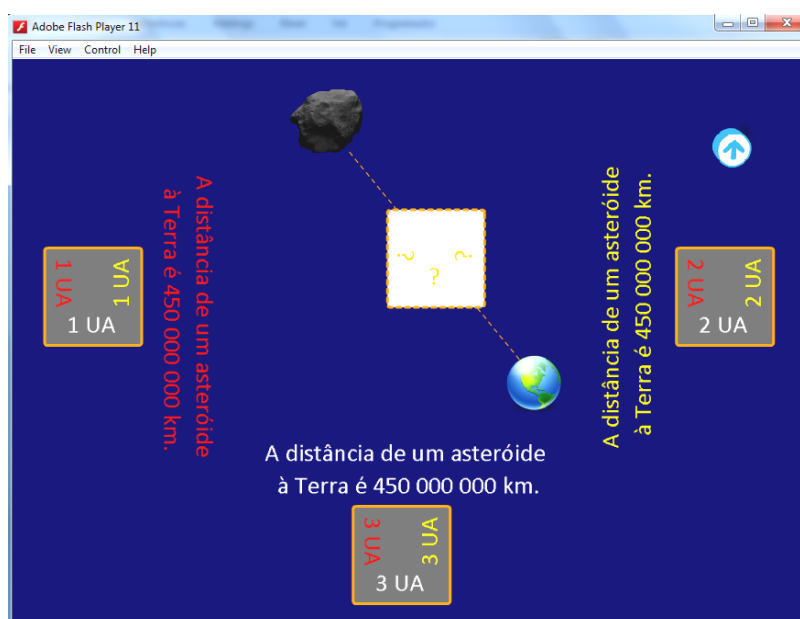 Adobe Flash Player 11
File View Control Help
A distância de um asteróide
à Terra é 450 000 000 km.
A distância de um asteróide
à Terra é 450 000 000 km.
1 UA
1 UA
1 UA
?
?
?
2 UA
2 UA
2 UA
A distância de um asteróide
à Terra é 450 000 000 km.
3 UA
3 UA
3 UA